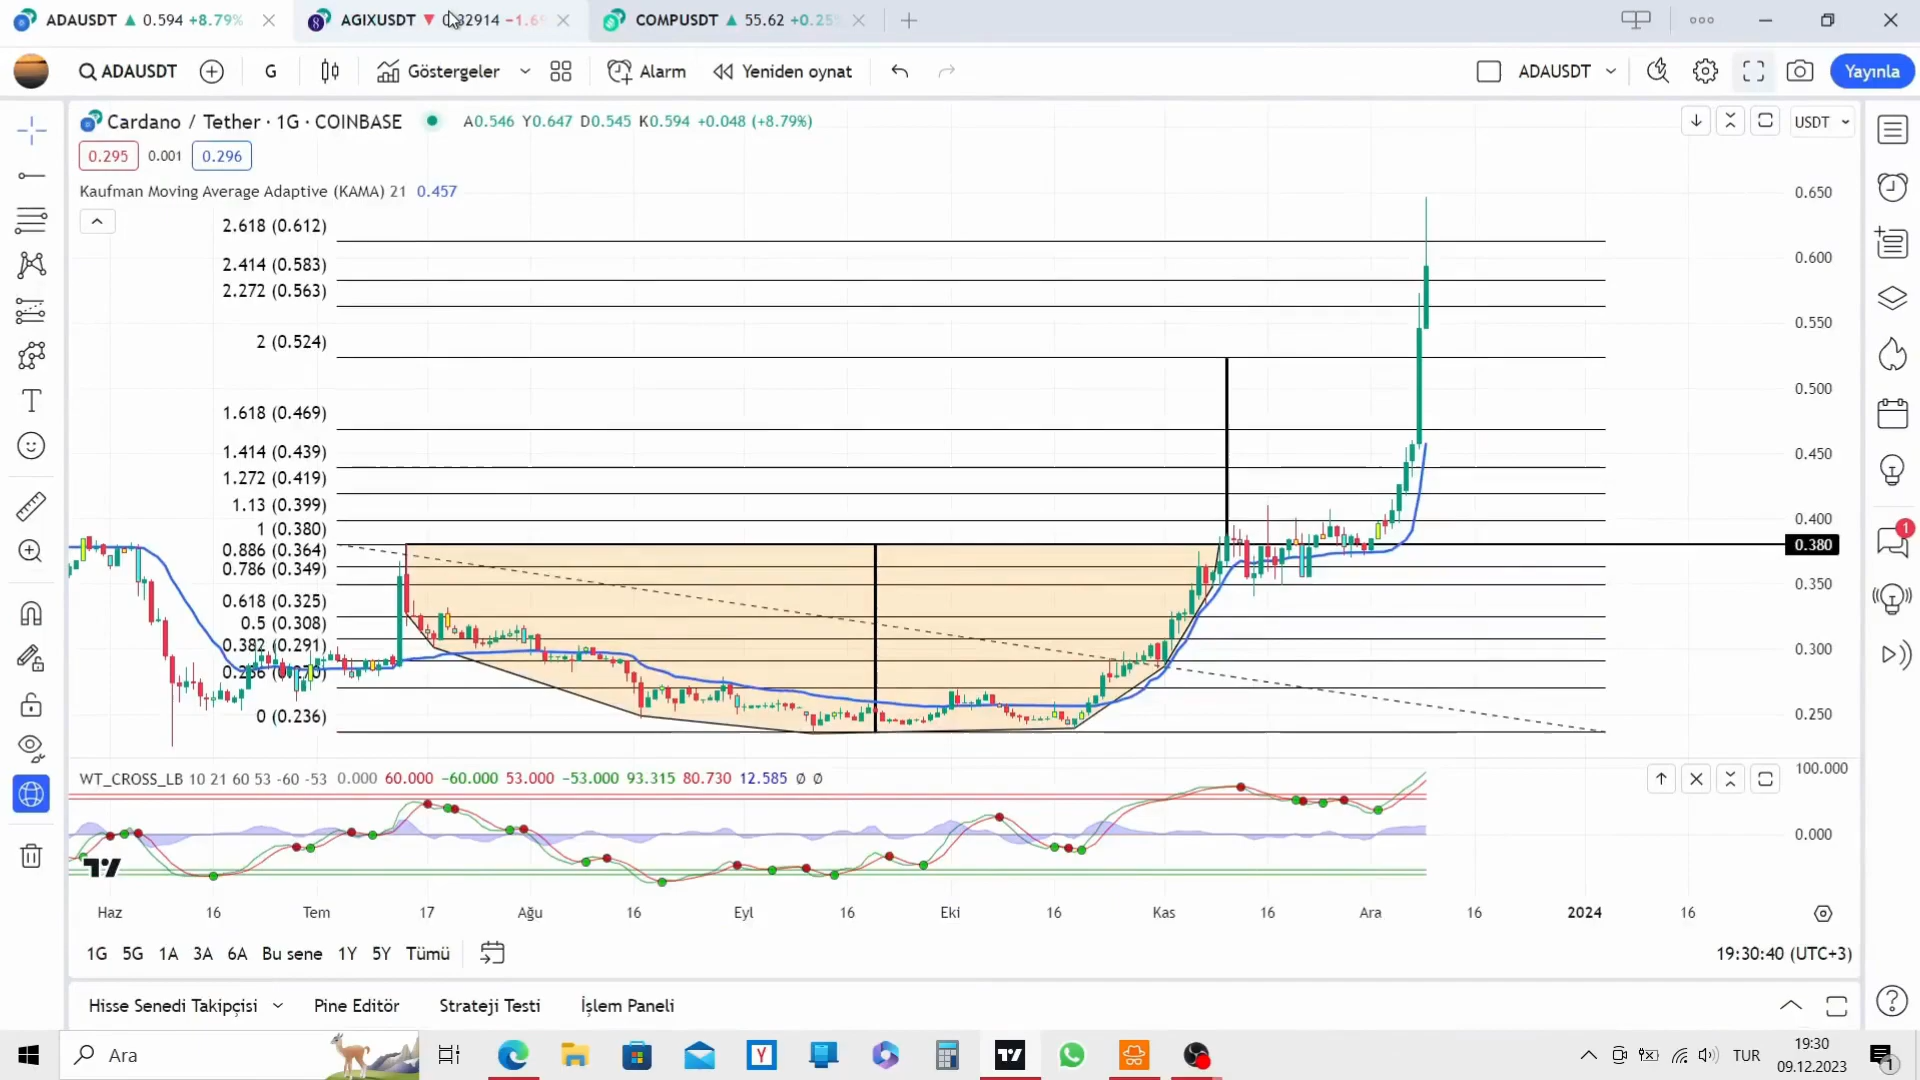 ADAUSDT ▲ 0.594 +8.79%
AGIXUSDT ▼ 0.32914 −1.6
COMPUSDT ▲ 55.62 +0.25
ADAUSDT
G
Göstergeler
Alarm
Yeniden oynat
ADAUSDT
Yayınla
Cardano / Tether · 1G · COINBASE
A0.546 Y0.647 D0.545 K0.594 +0.048 (+8.79%)
USDT
0.295 0.001 0.296
Kaufman Moving Average Adaptive (KAMA) 21 0.457
2.618 (0.612)
2.414 (0.583)
2.272 (0.563)
2 (0.524)
1.618 (0.469)
1.414 (0.439)
1.272 (0.419)
1.13 (0.399)
1 (0.380)
0.886 (0.364)
0.786 (0.349)
0.618 (0.325)
0.5 (0.308)
0.382 (0.291)
0 (0.236)
0.650
0.600
0.550
0.500
0.450
0.400
0.380
0.350
0.300
0.250
WT_CROSS_LB 10 21 60 53 -60 -53 0.000 60.000 −60.000 53.000 −53.000 93.315 80.730 12.585 ∅ ∅
100.000
0.000
Haz 16 Tem 17 Ağu 16 Eyl 16 Eki 16 Kas 16 Ara 16 2024 16
1G 5G 1A 3A 6A Bu sene 1Y 5Y Tümü
19:30:40 (UTC+3)
Hisse Senedi Takipçisi
Pine Editör
Strateji Testi
İşlem Paneli
1
Ara
TUR
19:30
09.12.2023
1